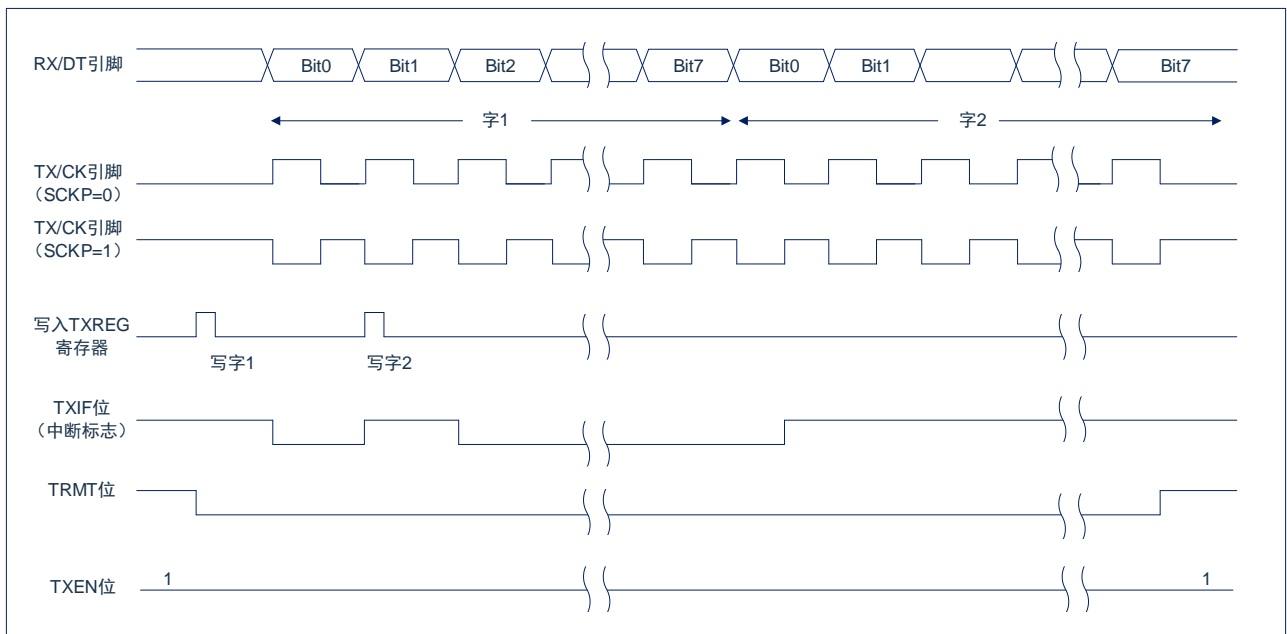 RX/DT引脚 Bit0 Bit1 Bit2 Bit7 Bit0 Bit1 Bit7
字1 字2
TX/CK引脚
（SCKP=0）
TX/CK引脚
（SCKP=1）
写入TXREG
寄存器
写字1 写字2
TXIF位
（中断标志）
TRMT位
TXEN位 1 1